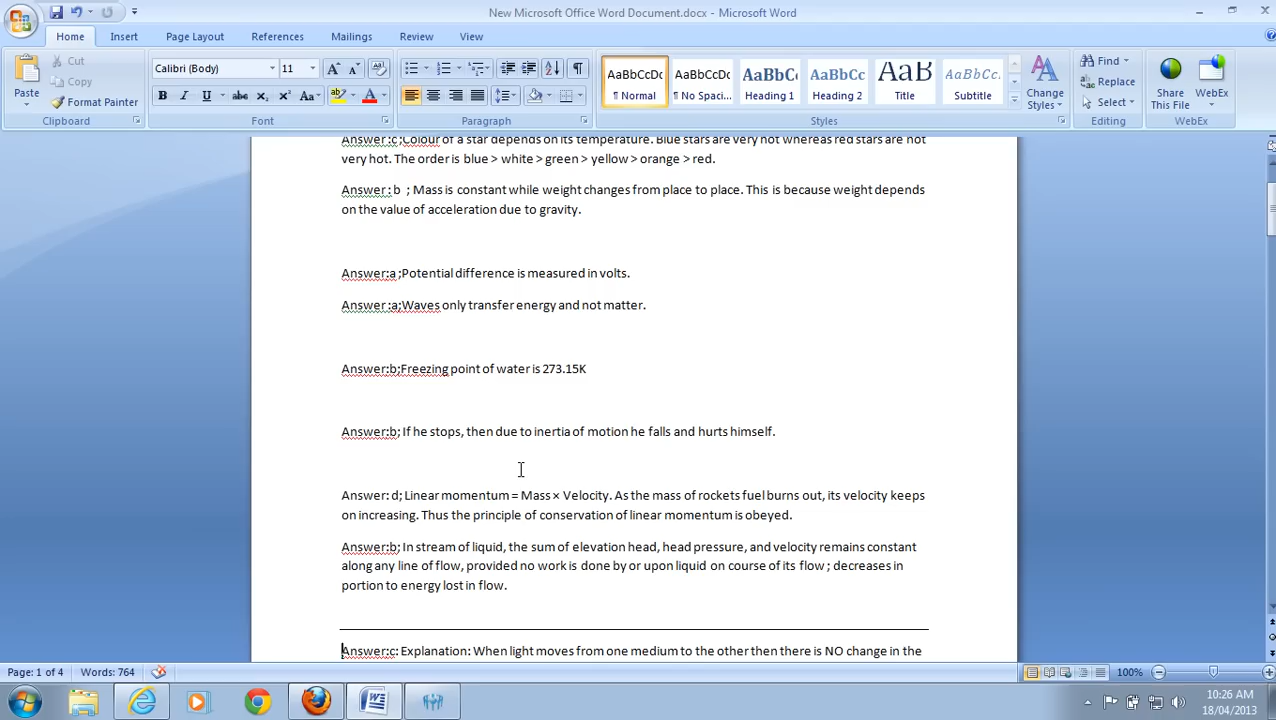 New Microsoft Office Word Document.docx - Microsoft Word
Home Insert Page Layout References Mailings Review View
Paste Cut Copy Format Painter
Calibri (Body) 11
B I U abc x₂ x² Aa A
AaBbCcDc AaBbCcDc AaBbC AaBbCc AaB AaBbCc.
¶ Normal ¶ No Spaci... Heading 1 Heading 2 Title Subtitle
Change Styles
Find Replace Select
Share This File WebEx
Clipboard Font Paragraph Styles Editing WebEx
Answer:c ;Colour of a star depends on its temperature. Blue stars are very hot whereas red stars are not
very hot. The order is blue > white > green > yellow > orange > red.
Answer : b ; Mass is constant while weight changes from place to place. This is because weight depends
on the value of acceleration due to gravity.
Answer:a ;Potential difference is measured in volts.
Answer :a;Waves only transfer energy and not matter.
Answer:b;Freezing point of water is 273.15K
Answer:b; If he stops, then due to inertia of motion he falls and hurts himself.
Answer: d; Linear momentum = Mass × Velocity. As the mass of rockets fuel burns out, its velocity keeps
on increasing. Thus the principle of conservation of linear momentum is obeyed.
Answer:b; In stream of liquid, the sum of elevation head, head pressure, and velocity remains constant
along any line of flow, provided no work is done by or upon liquid on course of its flow ; decreases in
portion to energy lost in flow.
Answer:c: Explanation: When light moves from one medium to the other then there is NO change in the
Page: 1 of 4 Words: 764 100%
10:26 AM
18/04/2013